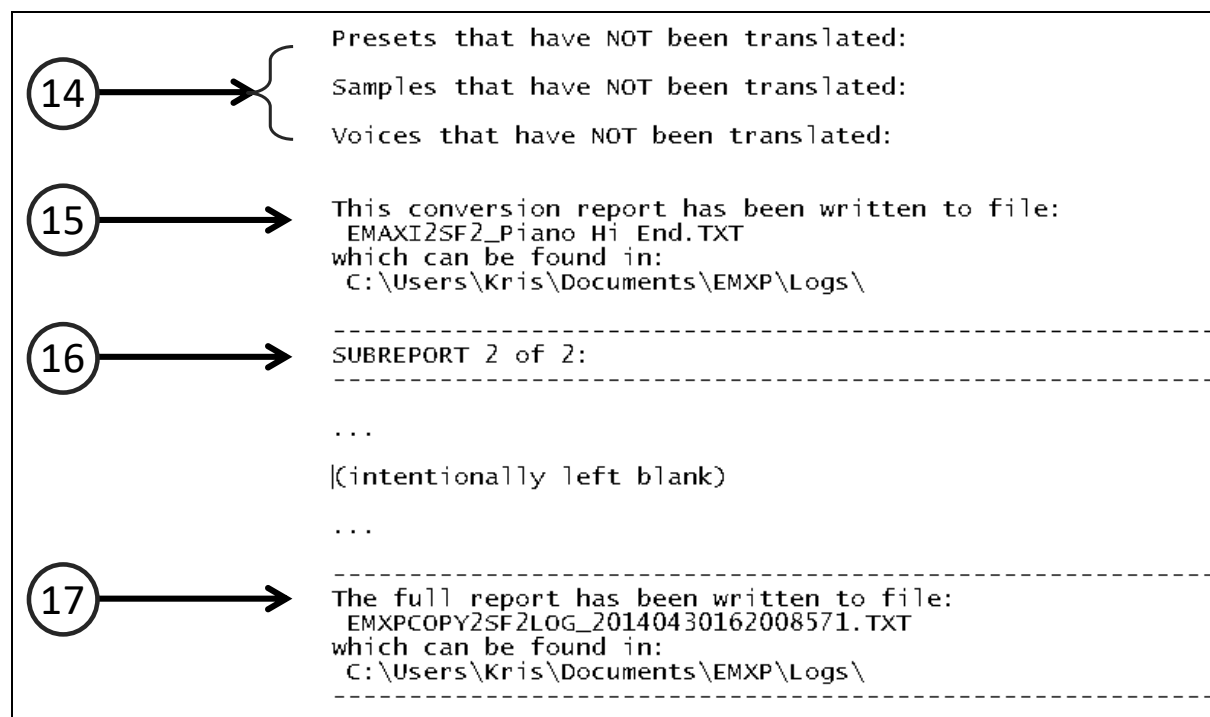 Presets that have NOT been translated:
14
Samples that have NOT been translated:
Voices that have NOT been translated:
15
This conversion report has been written to file:
EMAXI2SF2_Piano Hi End.TXT
which can be found in:
C:\Users\Kris\Documents\EMXP\Logs\
-----------------------------------------------------------
16
SUBREPORT 2 of 2:
-----------------------------------------------------------
...
(intentionally left blank)
...
-----------------------------------------------------------
17
The full report has been written to file:
EMXPCOPY2SF2LOG_20140430162008571.TXT
which can be found in:
C:\Users\Kris\Documents\EMXP\Logs\
-----------------------------------------------------------